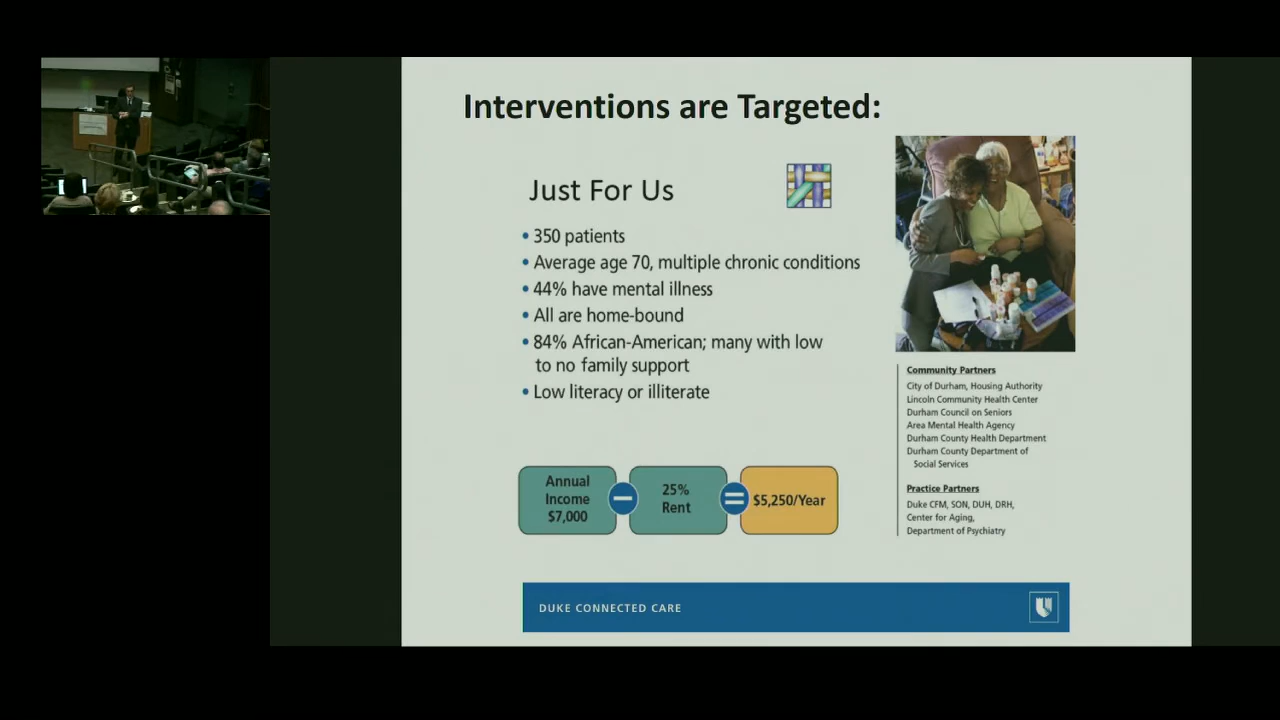 Interventions are Targeted:
Just For Us
• 350 patients
• Average age 70, multiple chronic conditions
• 44% have mental illness
• All are home-bound
• 84% African-American; many with low
to no family support
• Low literacy or illiterate
Annual
Income
$7,000
25%
Rent
$5,250/Year
Community Partners
City of Durham, Housing Authority
Lincoln Community Health Center
Durham Council on Seniors
Area Mental Health Agency
Durham County Health Department
Durham County Department of
Social Services
Practice Partners
Duke CFM, SON, DUH, DRH,
Center for Aging,
Department of Psychiatry
DUKE CONNECTED CARE